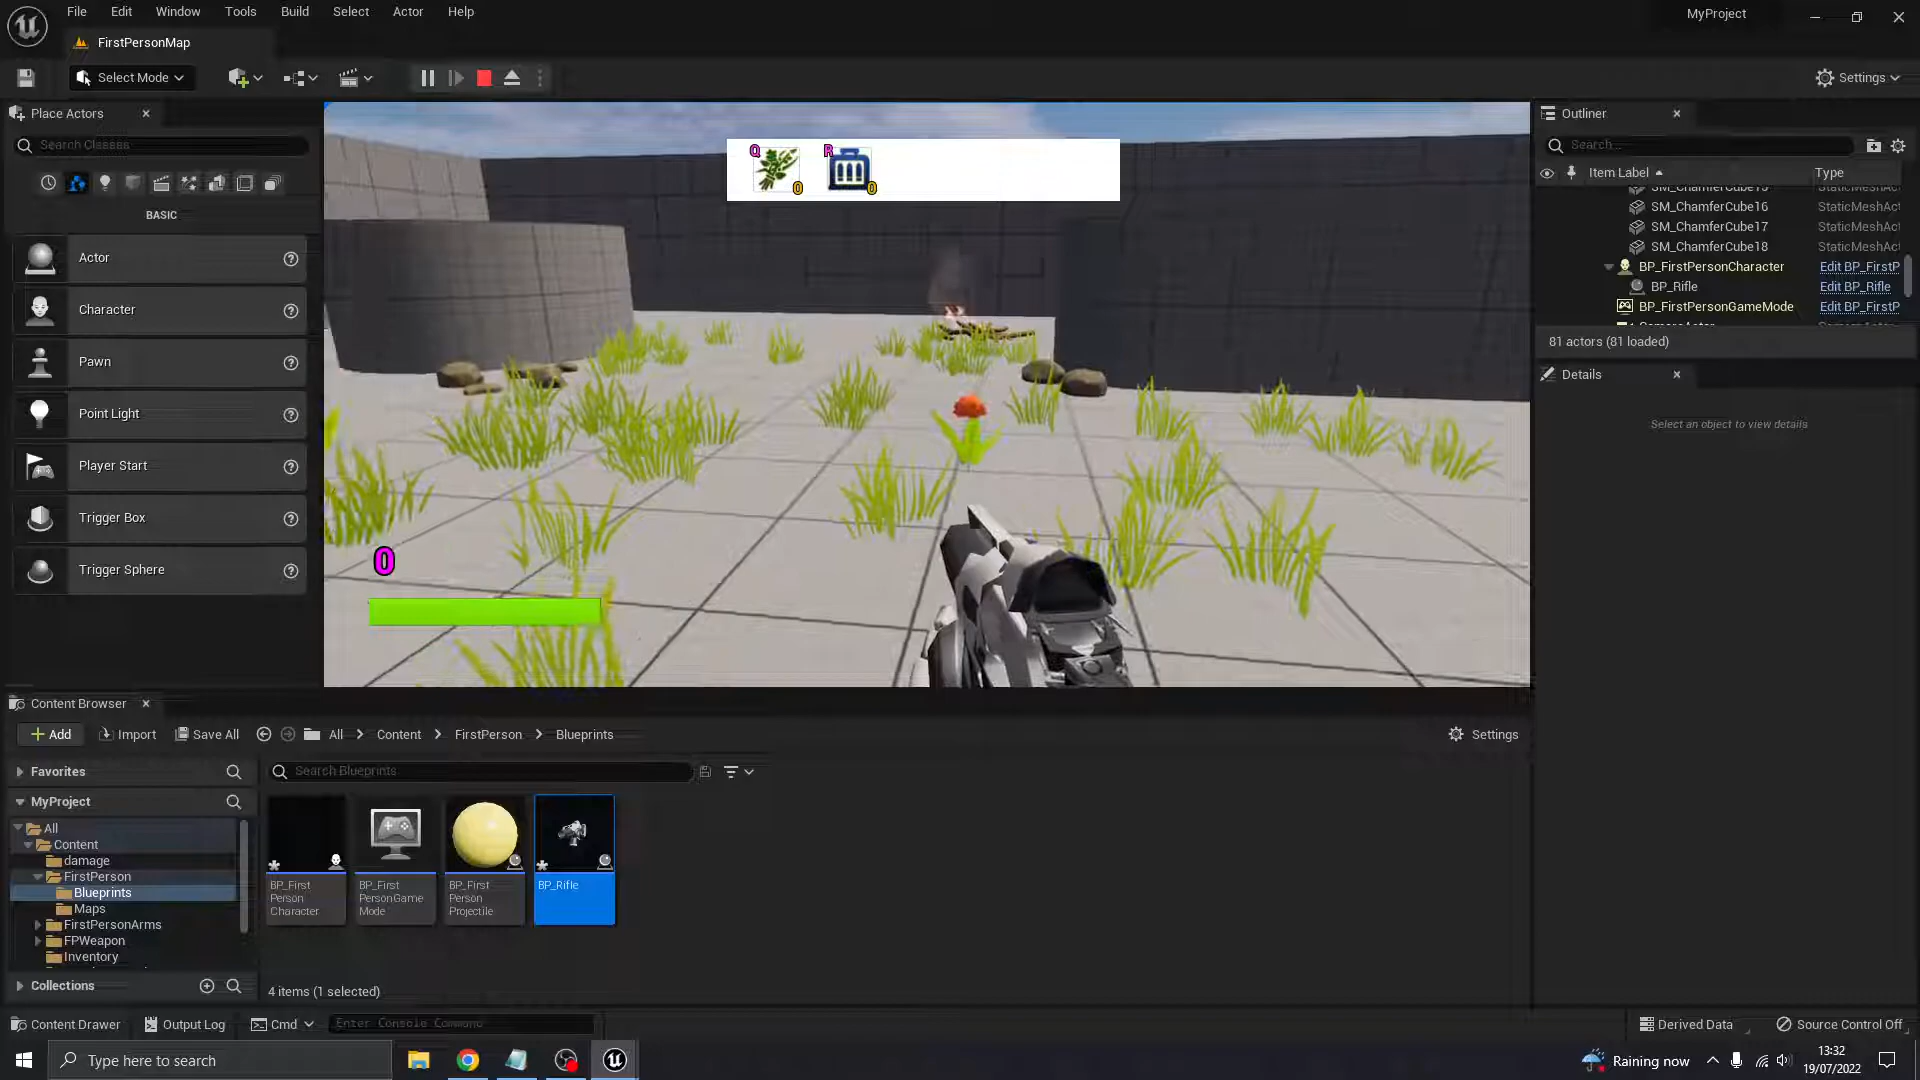 File Edit Window Tools Build Select Actor Help
MyProject
FirstPersonMap
Select Mode
Settings
Place Actors
Search Classes
BASIC
Actor
Character
Pawn
Point Light
Player Start
Trigger Box
Trigger Sphere
Q
0
R
0
0
Outliner
Search...
Item Label
Type
SM_ChamferCube15
SM_ChamferCube16 StaticMeshAct
SM_ChamferCube17 StaticMeshAct
SM_ChamferCube18 StaticMeshAct
BP_FirstPersonCharacter Edit BP_FirstP
BP_Rifle Edit BP_Rifle
BP_FirstPersonGameMode Edit BP_FirstP
81 actors (81 loaded)
Details
Select an object to view details
Content Browser
Add Import Save All All Content FirstPerson Blueprints
Settings
Favorites
MyProject
All
Content
damage
FirstPerson
Blueprints
Maps
FirstPersonArms
FPWeapon
Inventory
Collections
Search Blueprints
BP_First
Person
Character
BP_First
PersonGame
Mode
BP_First
Person
Projectile
BP_Rifle
4 items (1 selected)
Content Drawer Output Log Cmd Enter Console Command
Derived Data Source Control Off
Type here to search
Raining now
13:32
19/07/2022